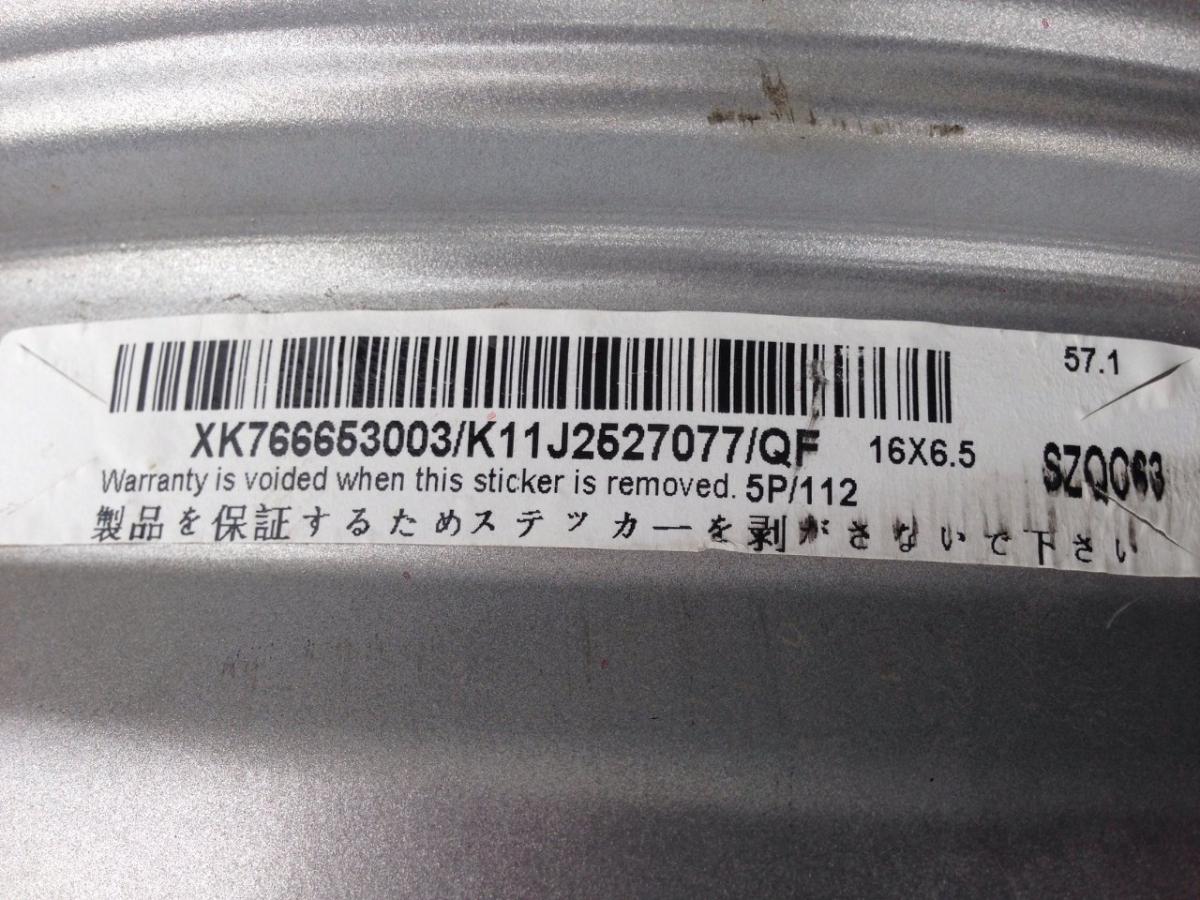 57.1
XK766653003/K11J2527077/QF 16X6.5
SZQ063
Warranty is voided when this sticker is removed. 5P/112
製品を保証するためステッカーを剥がさないで下さい